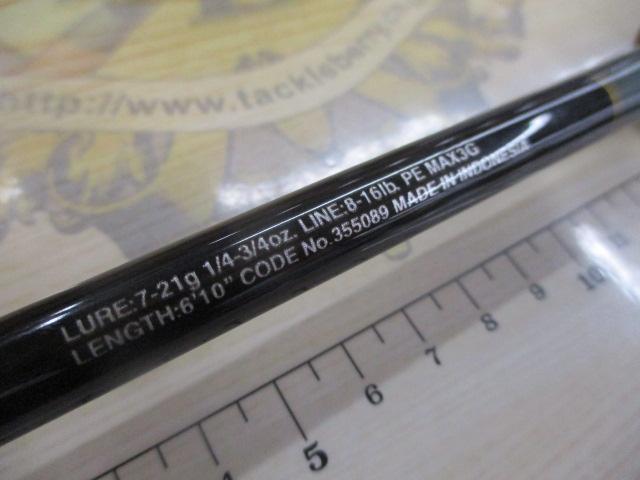 http://www.tackleberry.co.
LURE:7-21g 1/4-3/4oz. LINE:8-16lb. PE MAX3G
LENGTH:6'10" CODE No.355089 MADE IN INDONESIA
5 6 7 8 9 10 11